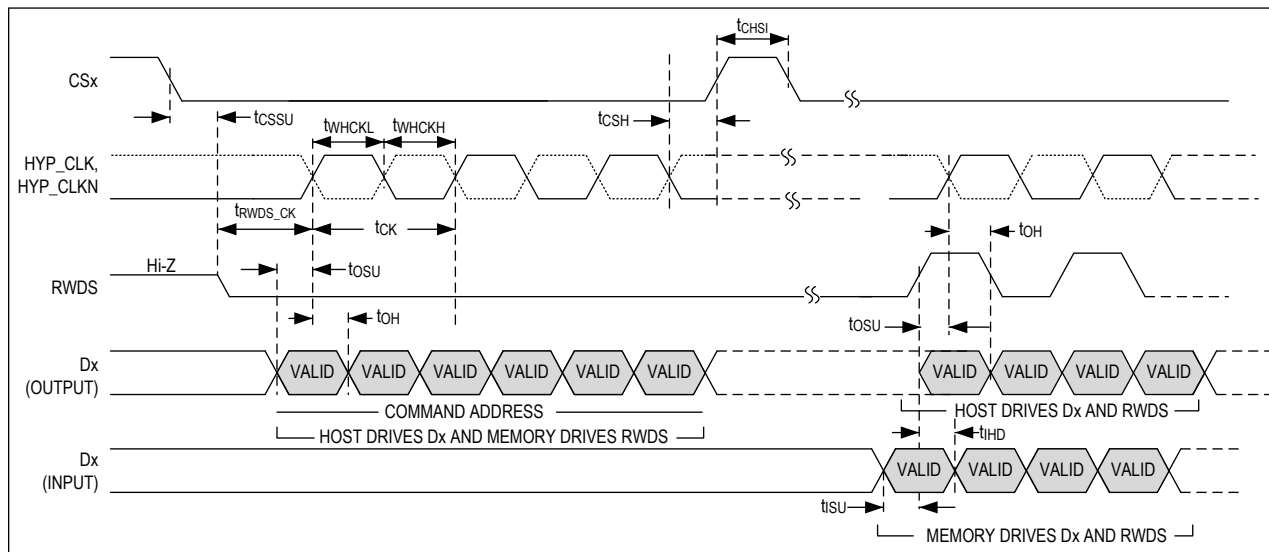 tCHSI
CSx
tCSSU
tWHCKL
tWHCKH
tCSH
HYP_CLK,
HYP_CLKN
tRWDS_CK
tCK
tOH
Hi-Z
tOSU
RWDS
tOH
tOSU
Dx
(OUTPUT)
VALID VALID VALID VALID VALID VALID
VALID VALID VALID VALID
COMMAND ADDRESS
HOST DRIVES Dx AND RWDS
HOST DRIVES Dx AND MEMORY DRIVES RWDS
tIHD
Dx
(INPUT)
VALID VALID VALID VALID
tISU
MEMORY DRIVES Dx AND RWDS